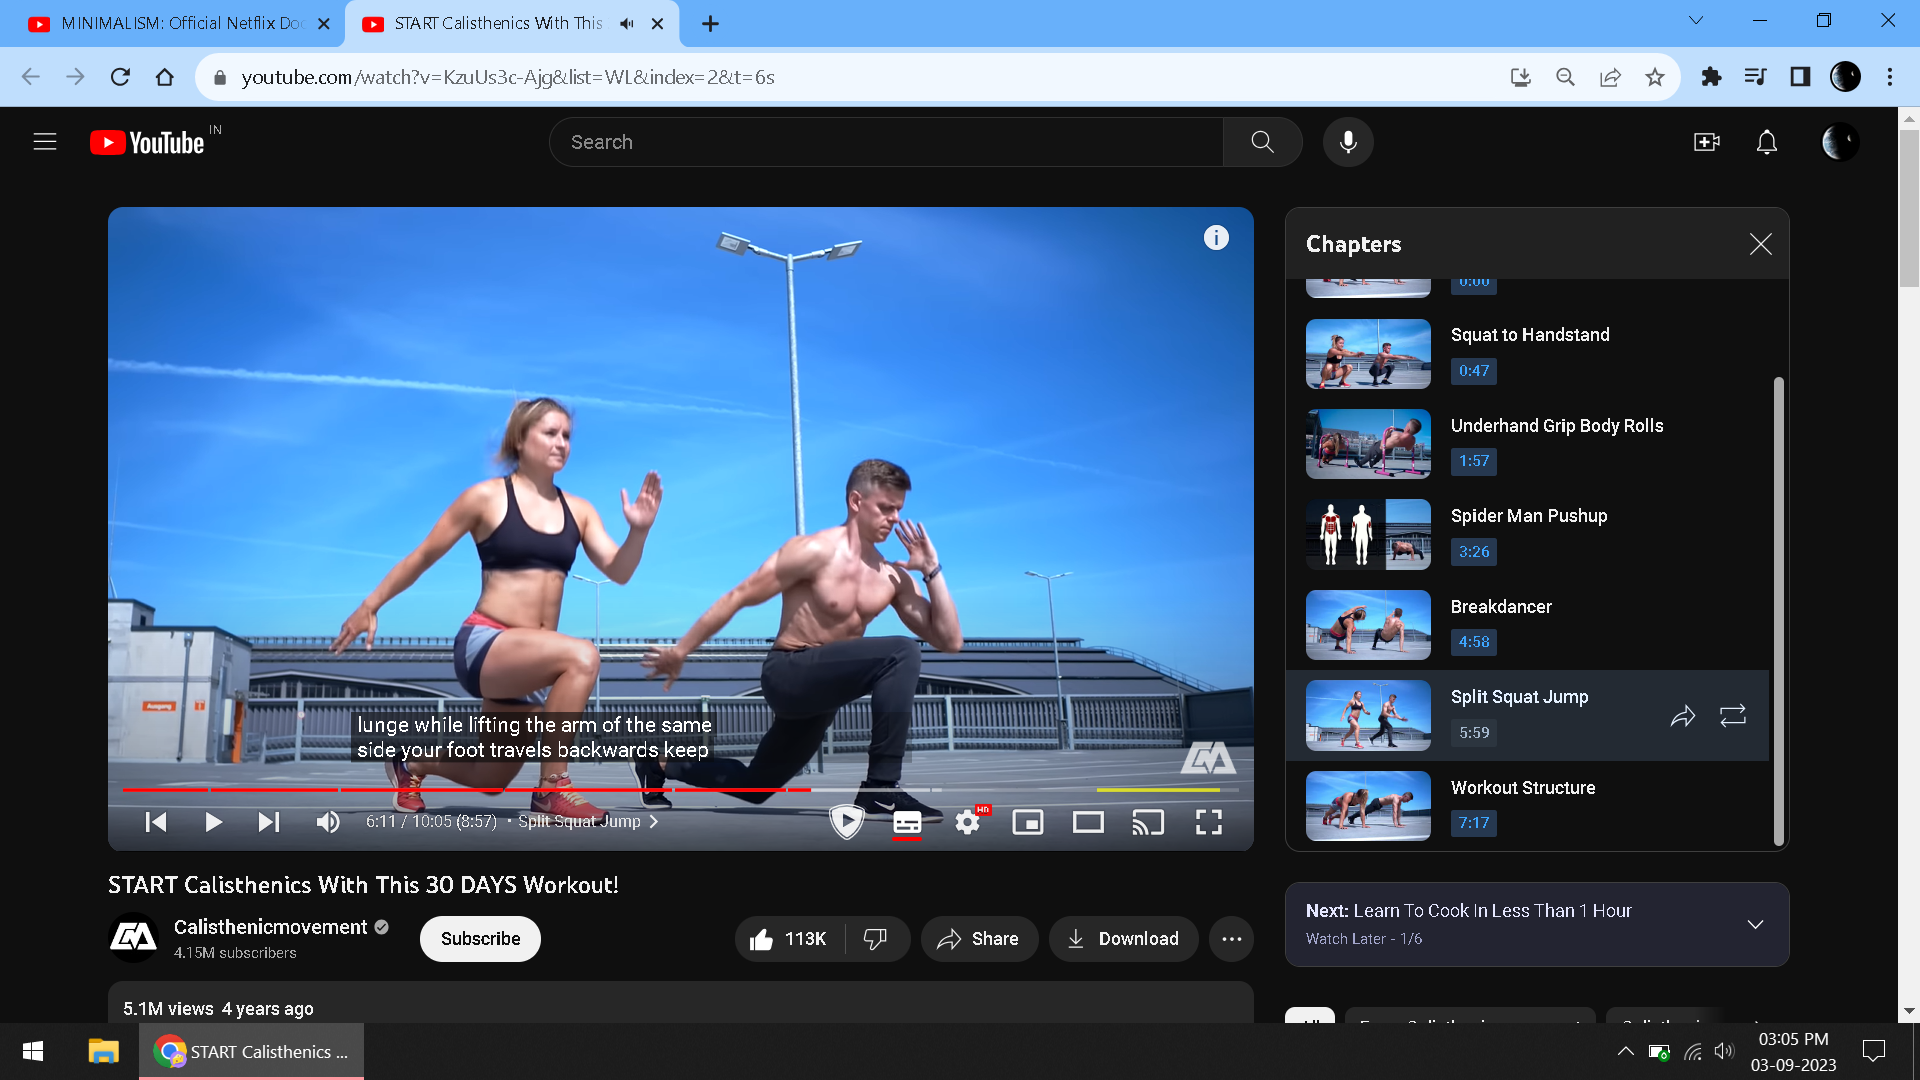 MINIMALISM: Official Netflix Doc
START Calisthenics With This
youtube.com/watch?v=KzuUs3c-Ajg&list=WL&index=2&t=6s
YouTube IN
Search
Chapters
0:00
Squat to Handstand
0:47
Underhand Grip Body Rolls
1:57
Spider Man Pushup
3:26
Breakdancer
4:58
Split Squat Jump
5:59
Workout Structure
7:17
Ausgang
lunge while lifting the arm of the same
side your foot travels backwards keep
6:11 / 10:05 (8:57) • Split Squat Jump
HD
START Calisthenics With This 30 DAYS Workout!
Calisthenicmovement
4.15M subscribers
Subscribe
113K
Share
Download
Next: Learn To Cook In Less Than 1 Hour
Watch Later - 1/6
5.1M views 4 years ago
START Calisthenics ...
03:05 PM
03-09-2023